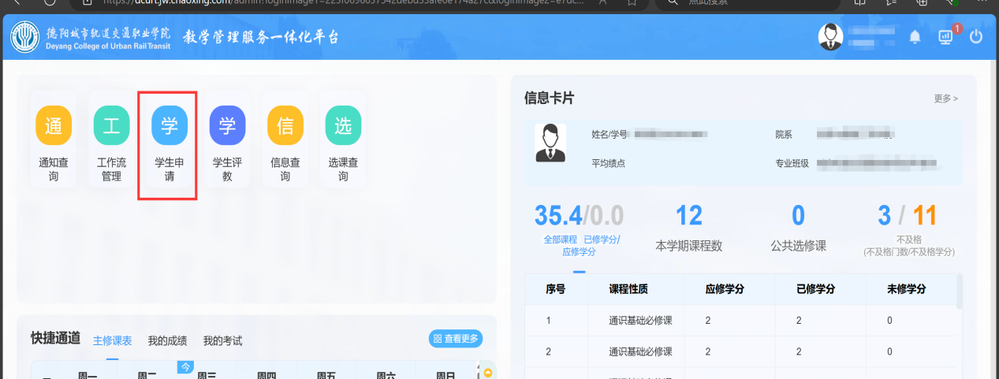 德阳城市轨道交通职业学院
Deyang College of Urban Rail Transit
教学管理服务一体化平台
1
通
通知查
询
工
工作流
管理
学
学生申
请
学
学生评
教
信
信息查
询
选
选课查
询
信息卡片
更多 >
姓名/学号
院系
平均绩点
专业班级
35.4/0.0
全部课程 已修学分/
应修学分
12
本学期课程数
0
公共选修课
3 / 11
不及格
(不及格门数/不及格学分)
序号 课程性质 应修学分 已修学分 未修学分
1 通识基础必修课 2 2 0
2 通识基础必修课 2 2 0
快捷通道 主修课表 我的成绩 我的考试
查看更多
今
周一 周二 周三 周四 周五 周六 周日